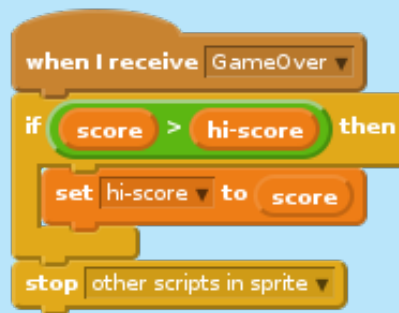 when I receive GameOver
if score > hi-score then
set hi-score to score
stop other scripts in sprite